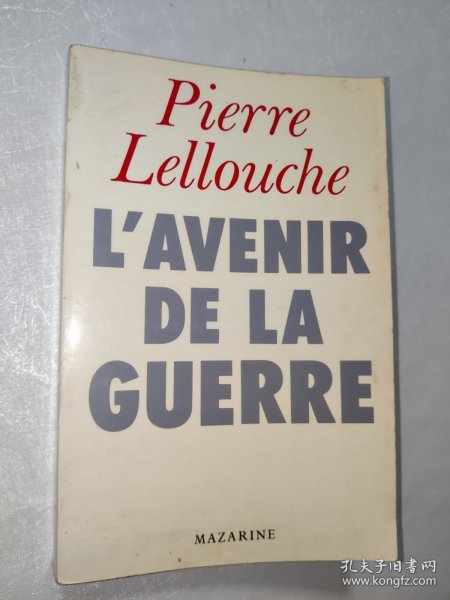 Pierre
Lellouche
L'AVENIR
DE LA
GUERRE
MAZARINE
孔夫子旧书网
www.kongfz.com